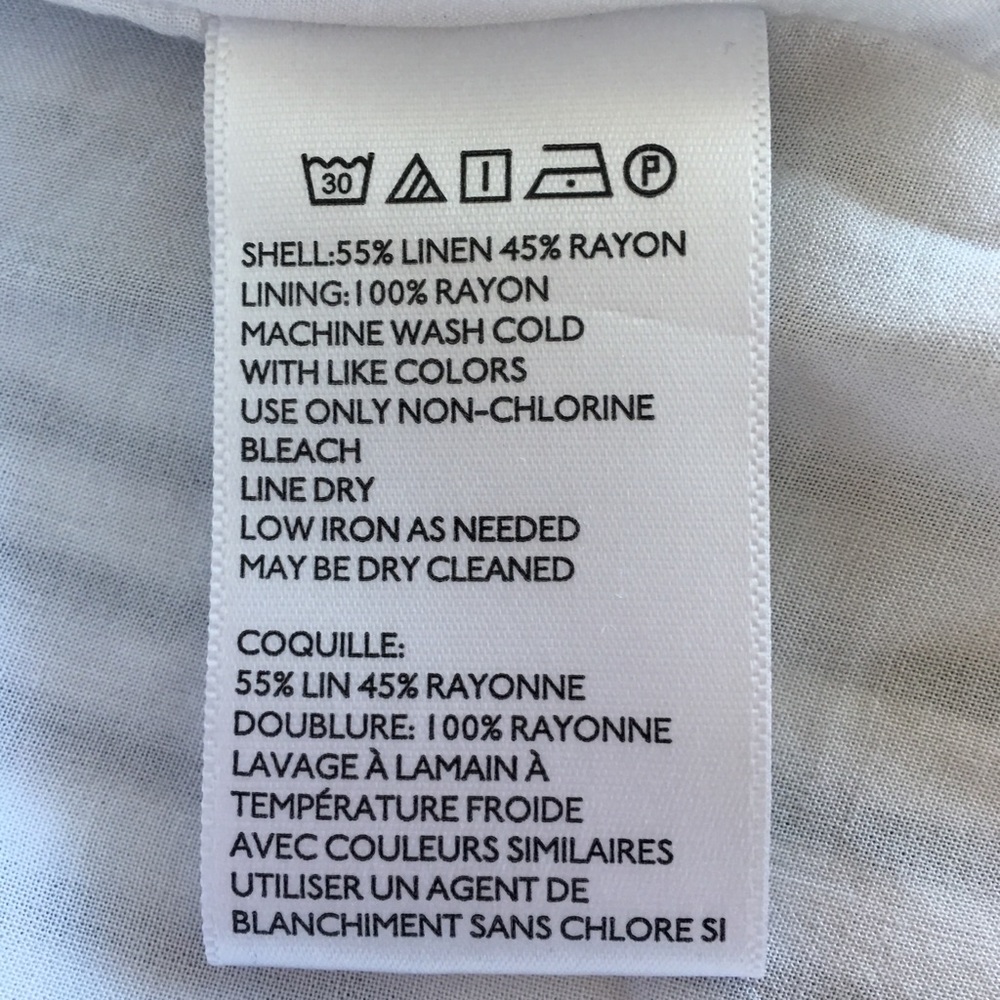 30 P
SHELL:55% LINEN 45% RAYON
LINING:100% RAYON
MACHINE WASH COLD
WITH LIKE COLORS
USE ONLY NON-CHLORINE
BLEACH
LINE DRY
LOW IRON AS NEEDED
MAY BE DRY CLEANED
COQUILLE:
55% LIN 45% RAYONNE
DOUBLURE: 100% RAYONNE
LAVAGE À LAMAIN À
TEMPÉRATURE FROIDE
AVEC COULEURS SIMILAIRES
UTILISER UN AGENT DE
BLANCHIMENT SANS CHLORE SI